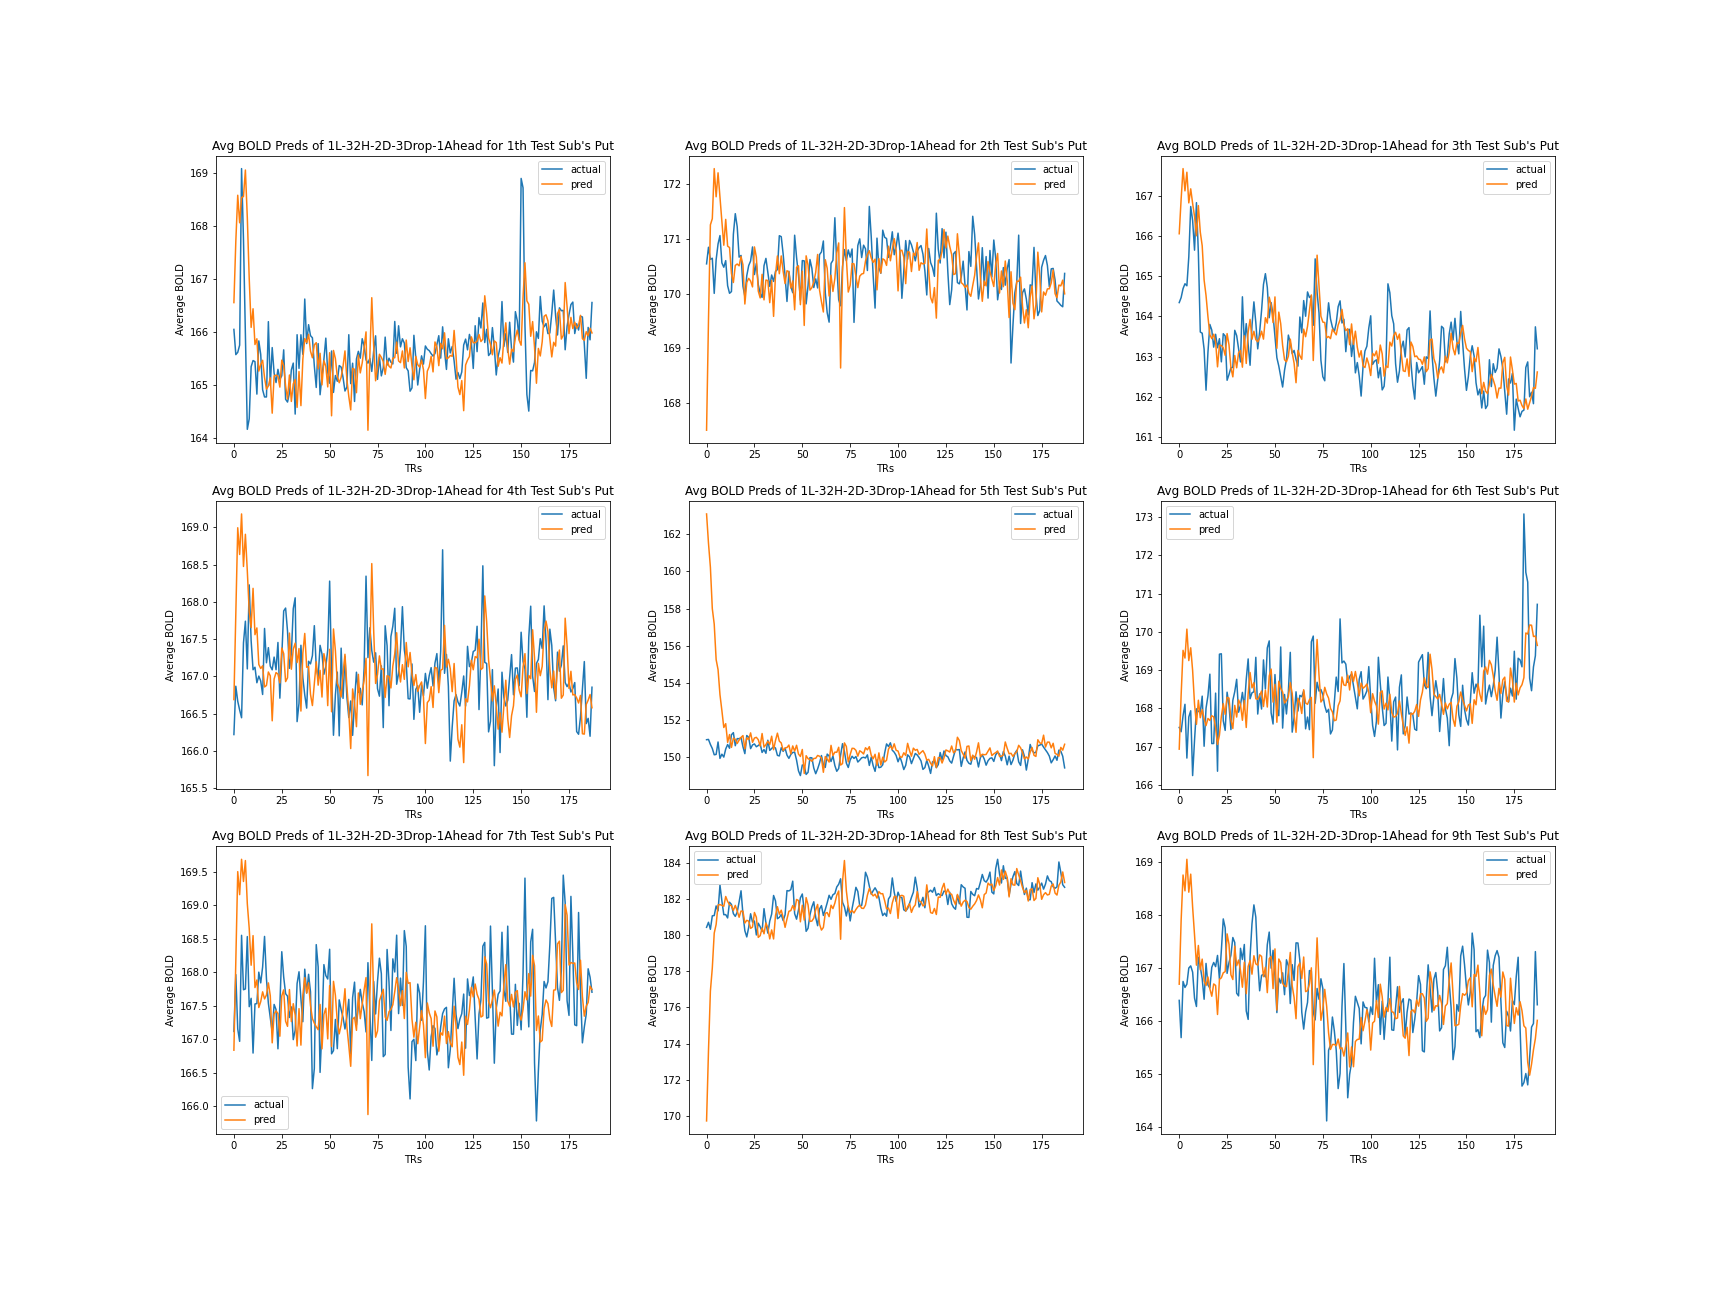 Avg BOLD Preds of 1L-32H-2D-3Drop-1Ahead for 1th Test Sub's Put
169
168
167
166
165
164
Average BOLD
actual
pred
0 25 50 75 100 125 150 175
TRs
Avg BOLD Preds of 1L-32H-2D-3Drop-1Ahead for 2th Test Sub's Put
172
171
170
169
168
Average BOLD
actual
pred
0 25 50 75 100 125 150 175
TRs
Avg BOLD Preds of 1L-32H-2D-3Drop-1Ahead for 3th Test Sub's Put
167
166
165
164
163
162
161
Average BOLD
actual
pred
0 25 50 75 100 125 150 175
TRs
Avg BOLD Preds of 1L-32H-2D-3Drop-1Ahead for 4th Test Sub's Put
169.0
168.5
168.0
167.5
167.0
166.5
166.0
165.5
Average BOLD
actual
pred
0 25 50 75 100 125 150 175
TRs
Avg BOLD Preds of 1L-32H-2D-3Drop-1Ahead for 5th Test Sub's Put
162
160
158
156
154
152
150
Average BOLD
actual
pred
0 25 50 75 100 125 150 175
TRs
Avg BOLD Preds of 1L-32H-2D-3Drop-1Ahead for 6th Test Sub's Put
173
172
171
170
169
168
167
166
Average BOLD
actual
pred
0 25 50 75 100 125 150 175
TRs
Avg BOLD Preds of 1L-32H-2D-3Drop-1Ahead for 7th Test Sub's Put
169.5
169.0
168.5
168.0
167.5
167.0
166.5
166.0
Average BOLD
actual
pred
0 25 50 75 100 125 150 175
TRs
Avg BOLD Preds of 1L-32H-2D-3Drop-1Ahead for 8th Test Sub's Put
184
182
180
178
176
174
172
170
Average BOLD
actual
pred
0 25 50 75 100 125 150 175
TRs
Avg BOLD Preds of 1L-32H-2D-3Drop-1Ahead for 9th Test Sub's Put
169
168
167
166
165
164
Average BOLD
actual
pred
0 25 50 75 100 125 150 175
TRs